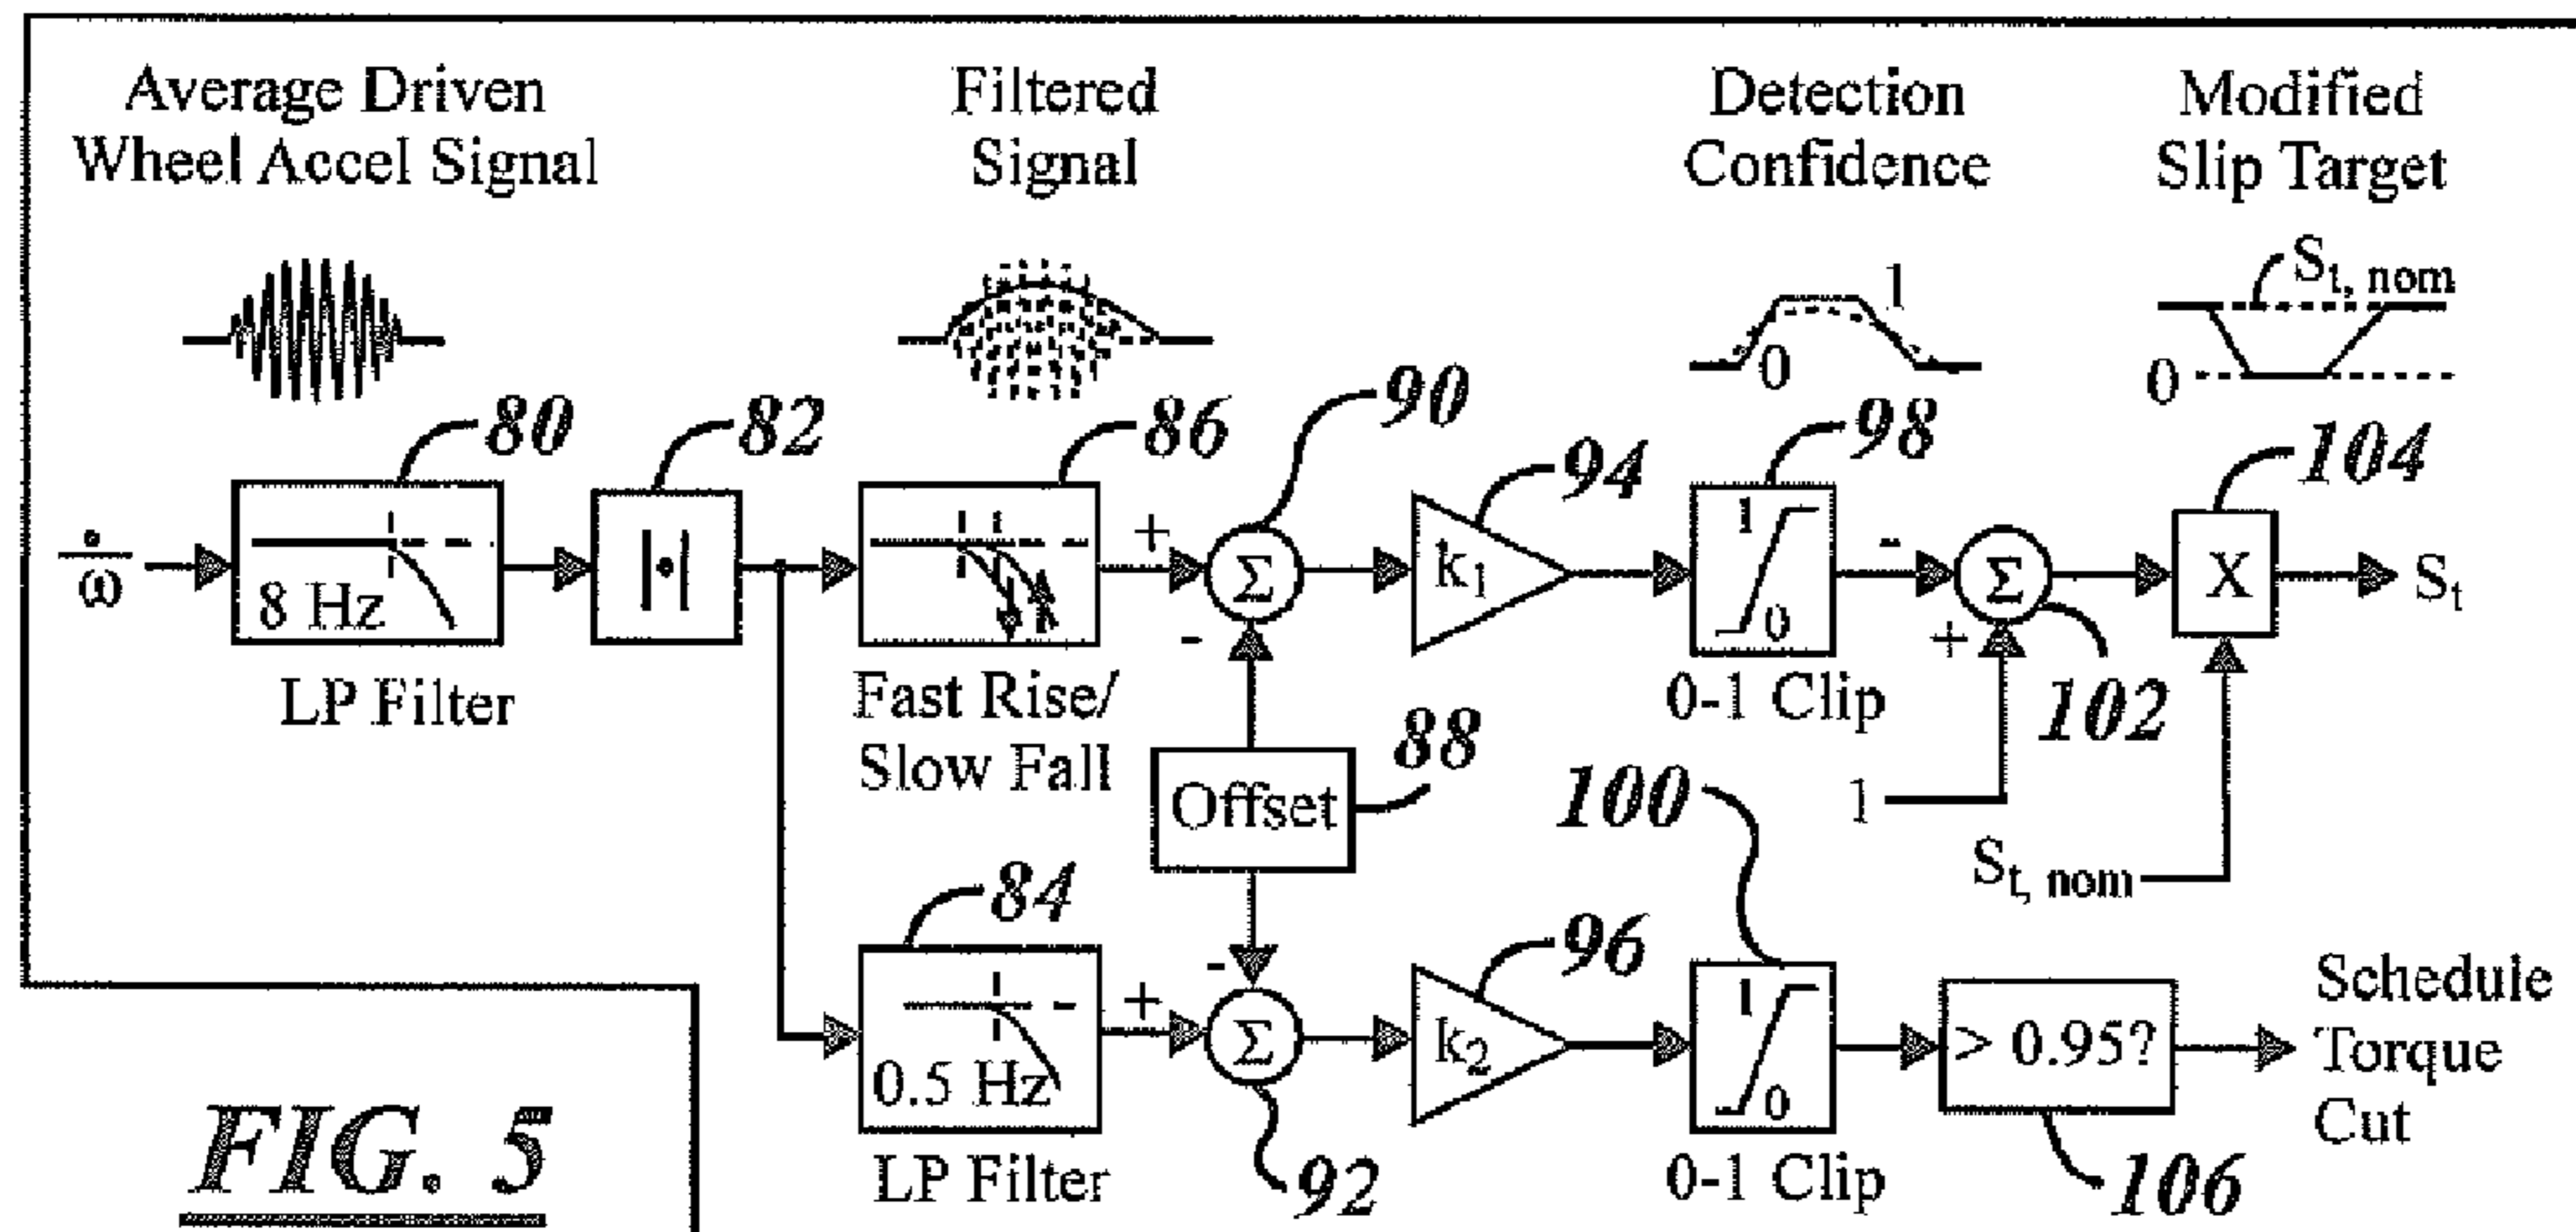 Average Driven
Wheel Accel Signal
Filtered
Signal
Detection
Confidence
Modified
Slip Target
1
0
S_t, nom
0
80
82
86
90
94
98
104
ω̇
8 Hz
LP Filter
|•|
Fast Rise/
Slow Fall
+
-
Σ
k₁
1
0
0-1 Clip
-
+
Σ
102
X
S_t
Offset
88
1
S_t, nom
84
0.5 Hz
LP Filter
+
-
Σ
92
96
k₂
100
1
0
0-1 Clip
> 0.95?
106
Schedule
Torque
Cut
FIG. 5